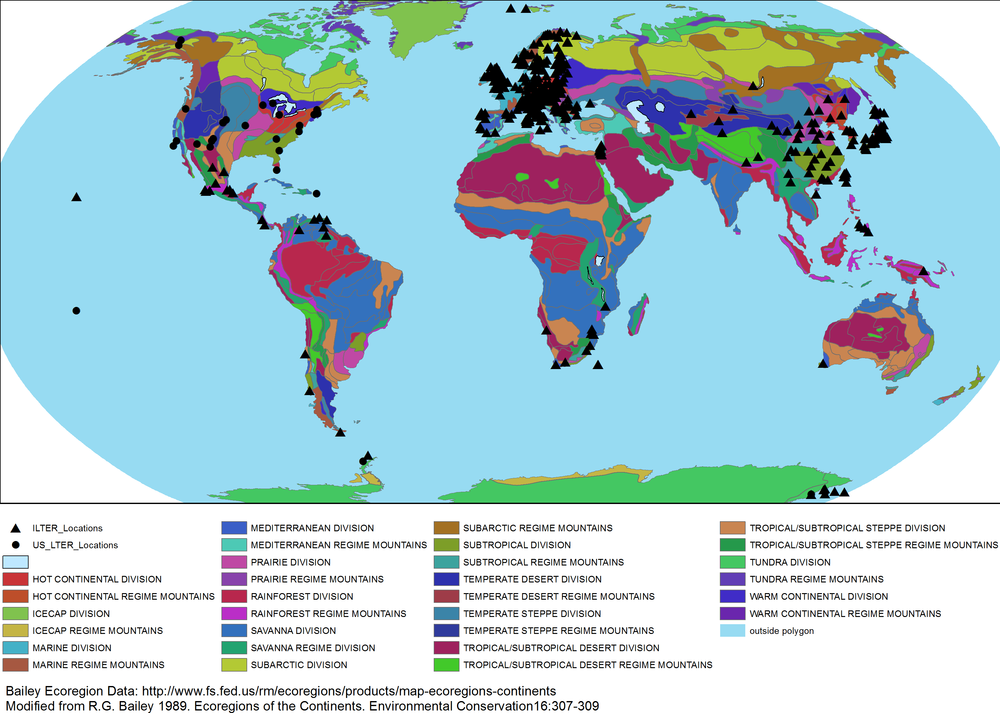 ILTER_Locations
US_LTER_Locations
HOT CONTINENTAL DIVISION
HOT CONTINENTAL REGIME MOUNTAINS
ICECAP DIVISION
ICECAP REGIME MOUNTAINS
MARINE DIVISION
MARINE REGIME MOUNTAINS
MEDITERRANEAN DIVISION
MEDITERRANEAN REGIME MOUNTAINS
PRAIRIE DIVISION
PRAIRIE REGIME MOUNTAINS
RAINFOREST DIVISION
RAINFOREST REGIME MOUNTAINS
SAVANNA DIVISION
SAVANNA REGIME DIVISION
SUBARCTIC DIVISION
SUBARCTIC REGIME MOUNTAINS
SUBTROPICAL DIVISION
SUBTROPICAL REGIME MOUNTAINS
TEMPERATE DESERT DIVISION
TEMPERATE DESERT REGIME MOUNTAINS
TEMPERATE STEPPE DIVISION
TEMPERATE STEPPE REGIME MOUNTAINS
TROPICAL/SUBTROPICAL DESERT DIVISION
TROPICAL/SUBTROPICAL DESERT REGIME MOUNTAINS
TROPICAL/SUBTROPICAL STEPPE DIVISION
TROPICAL/SUBTROPICAL STEPPE REGIME MOUNTAINS
TUNDRA DIVISION
TUNDRA REGIME MOUNTAINS
WARM CONTINENTAL DIVISION
WARM CONTINENTAL REGIME MOUNTAINS
outside polygon
Bailey Ecoregion Data: http://www.fs.fed.us/rm/ecoregions/products/map-ecoregions-continents
Modified from R.G. Bailey 1989. Ecoregions of the Continents. Environmental Conservation16:307-309